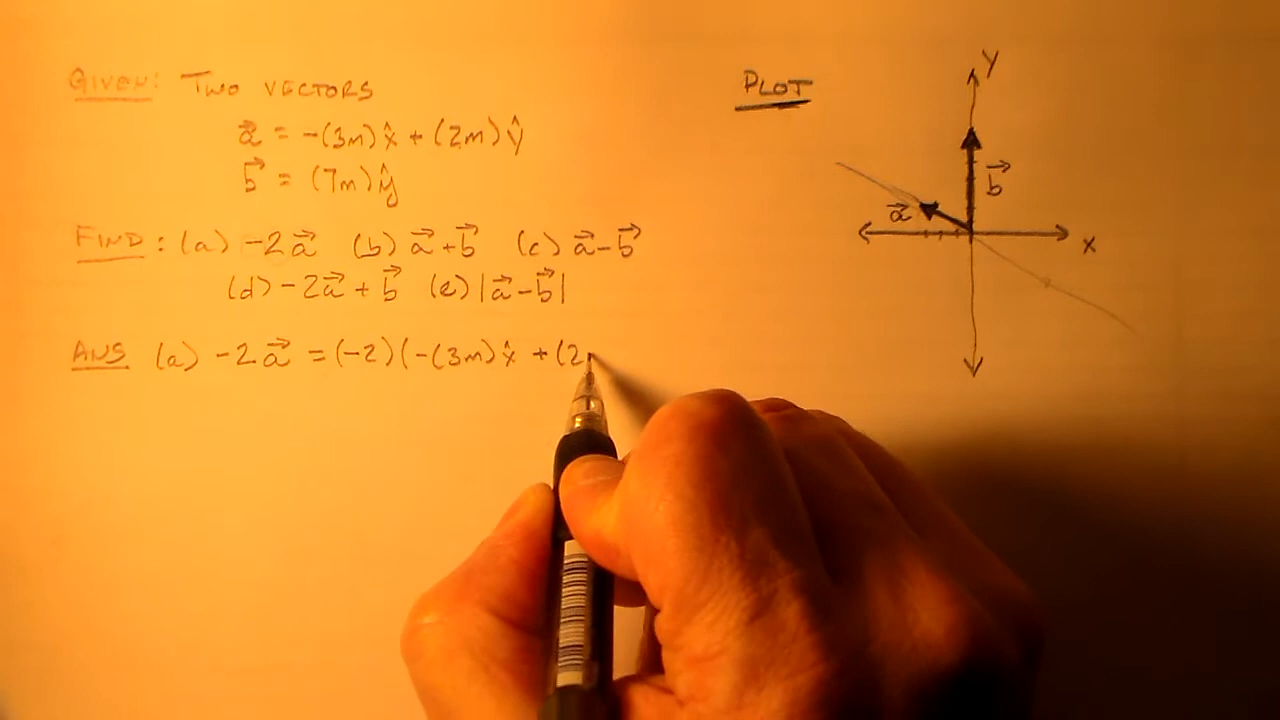 GIVEN: TWO VECTORS
a⃗ = -(3m)x̂ + (2m)ŷ
b⃗ = (7m)ŷ
FIND: (a) -2a⃗ (b) a⃗+b⃗ (c) a⃗-b⃗
(d) -2a⃗ + b⃗ (e) |a⃗-b⃗|
ANS (a) -2a⃗ = (-2)(-(3m)x̂ + (2
PLOT
Y
b⃗
a⃗
x